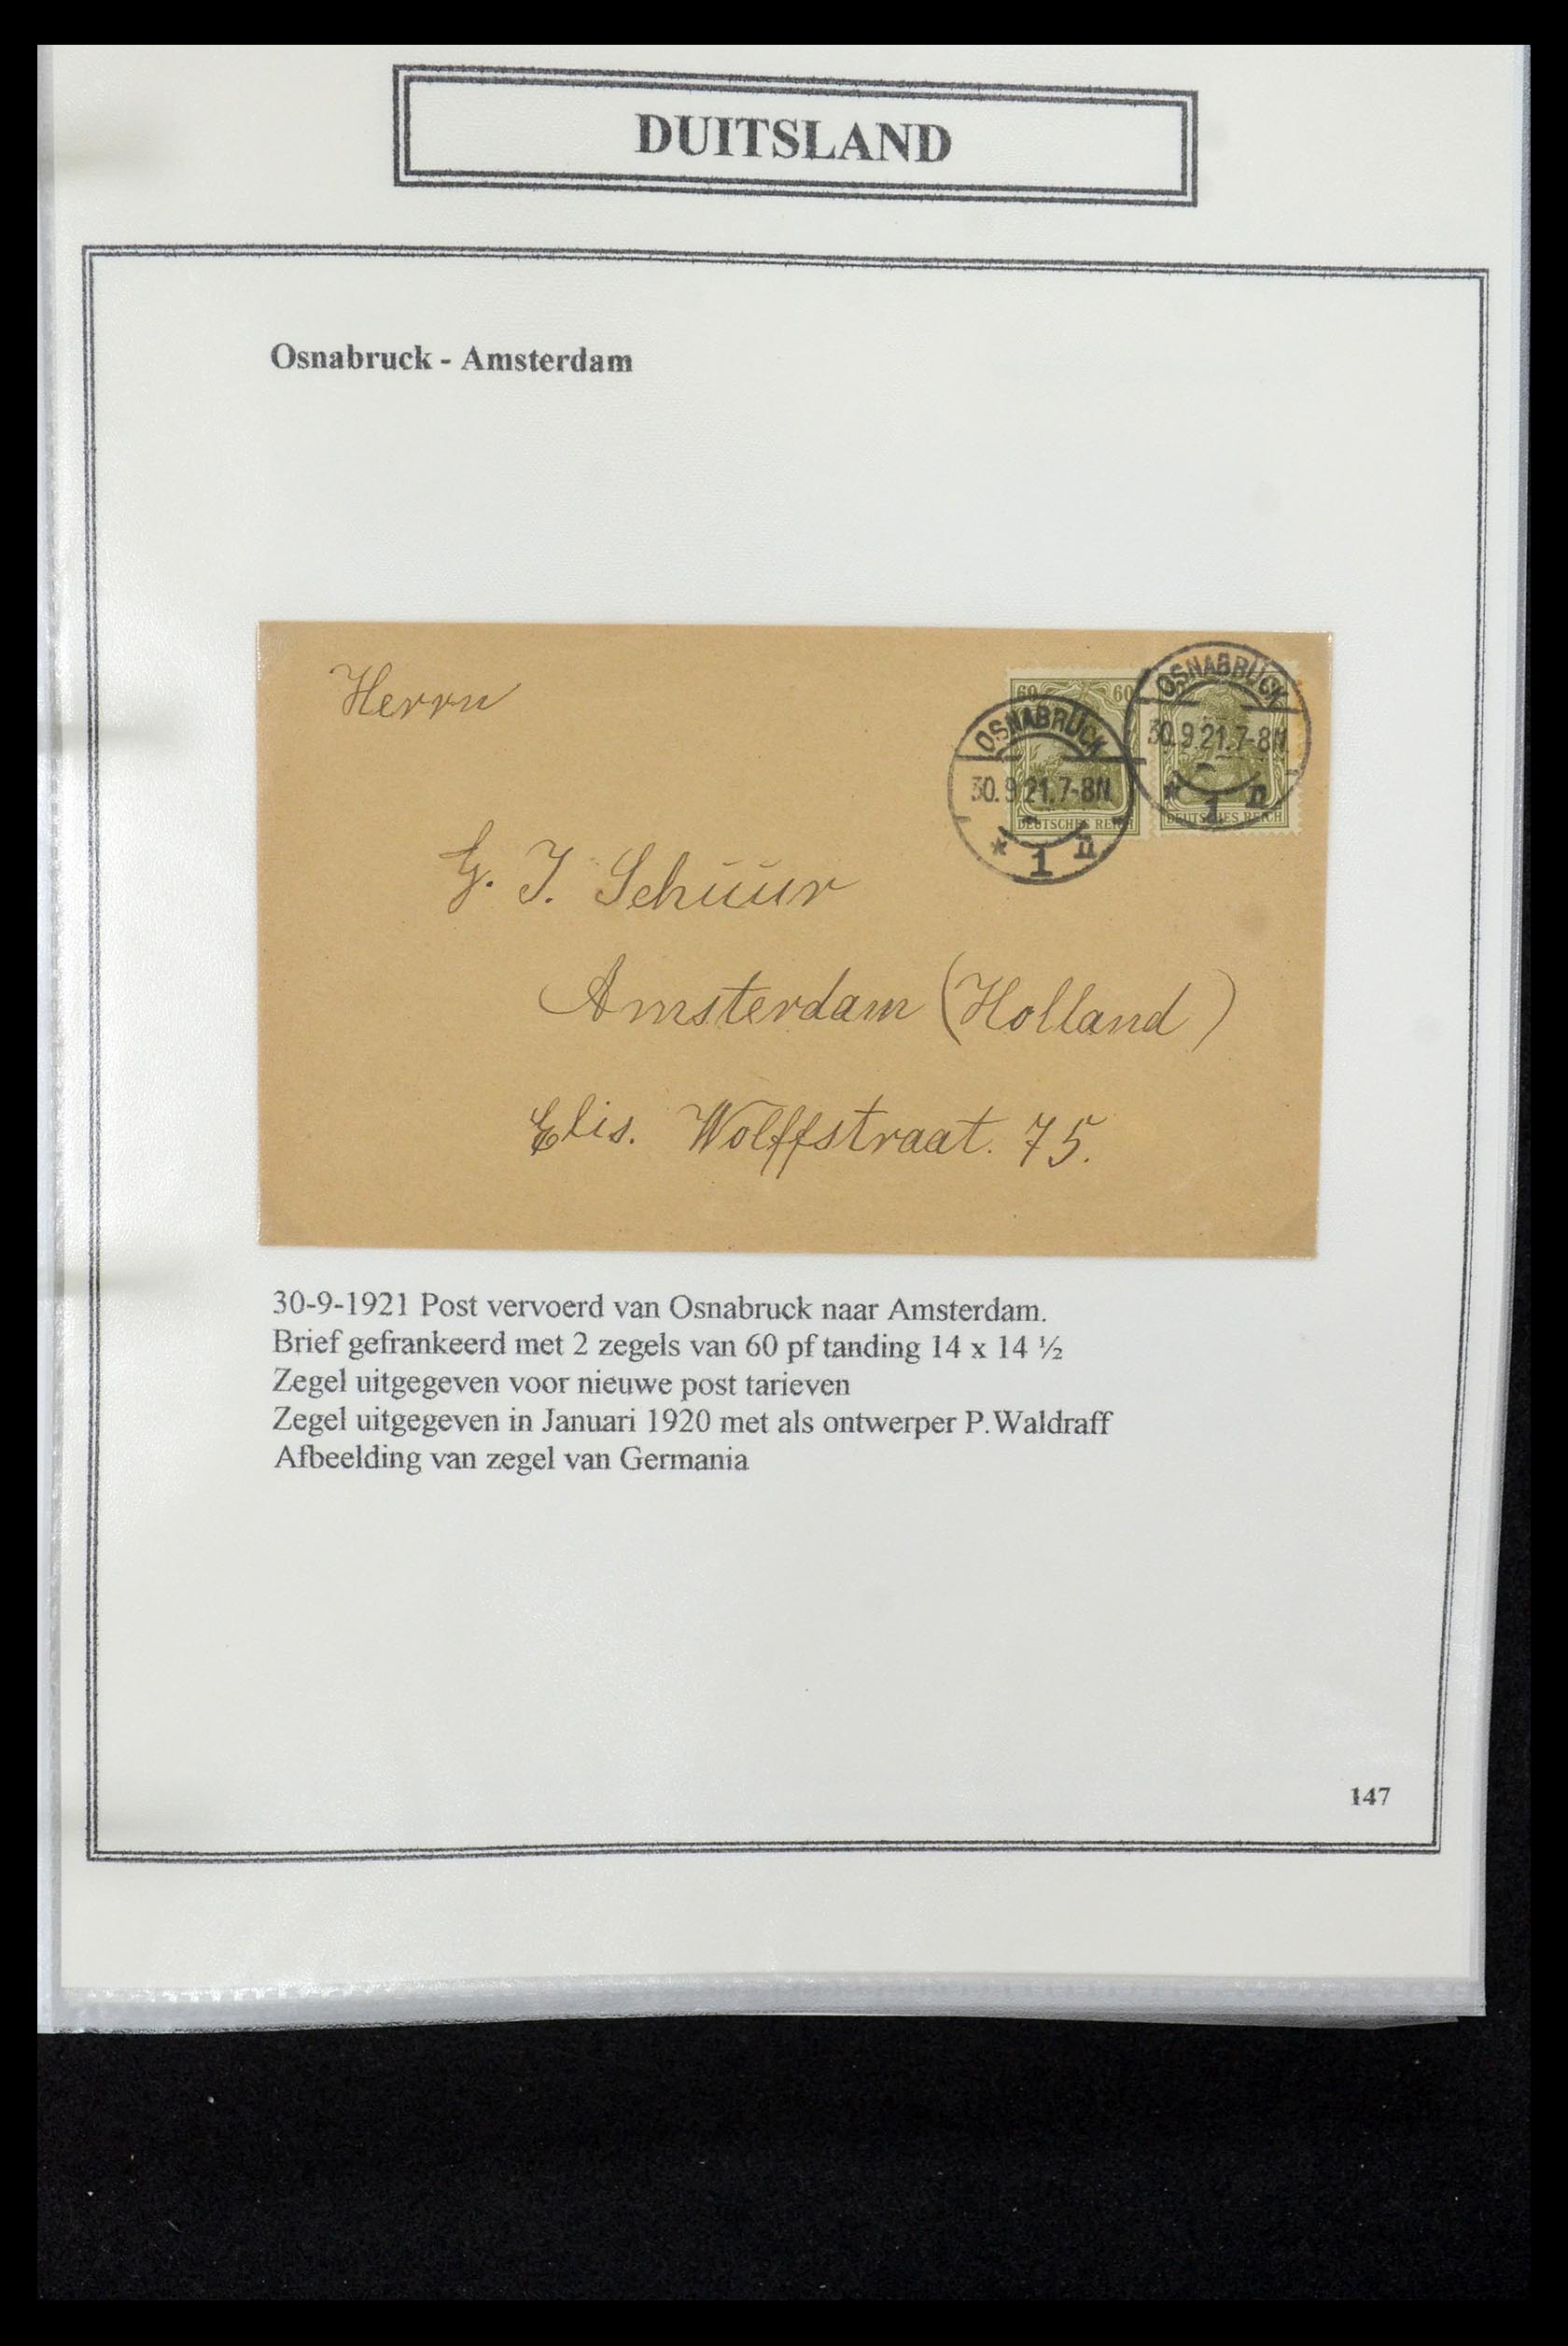 DUITSLAND
Osnabruck - Amsterdam
Herrn
60 60
OSNABRÜCK
30.9.21.7-8N.
* 1 n
DEUTSCHES REICH
OSNABRÜCK
30.9.21.7-8N.
* 1 n
DEUTSCHES REICH
G. J. Schuur
Amsterdam (Holland)
Elis. Wolffstraat. 75.
30-9-1921 Post vervoerd van Osnabruck naar Amsterdam.
Brief gefrankeerd met 2 zegels van 60 pf tanding 14 x 14 ½
Zegel uitgegeven voor nieuwe post tarieven
Zegel uitgegeven in Januari 1920 met als ontwerper P.Waldraff
Afbeelding van zegel van Germania
147